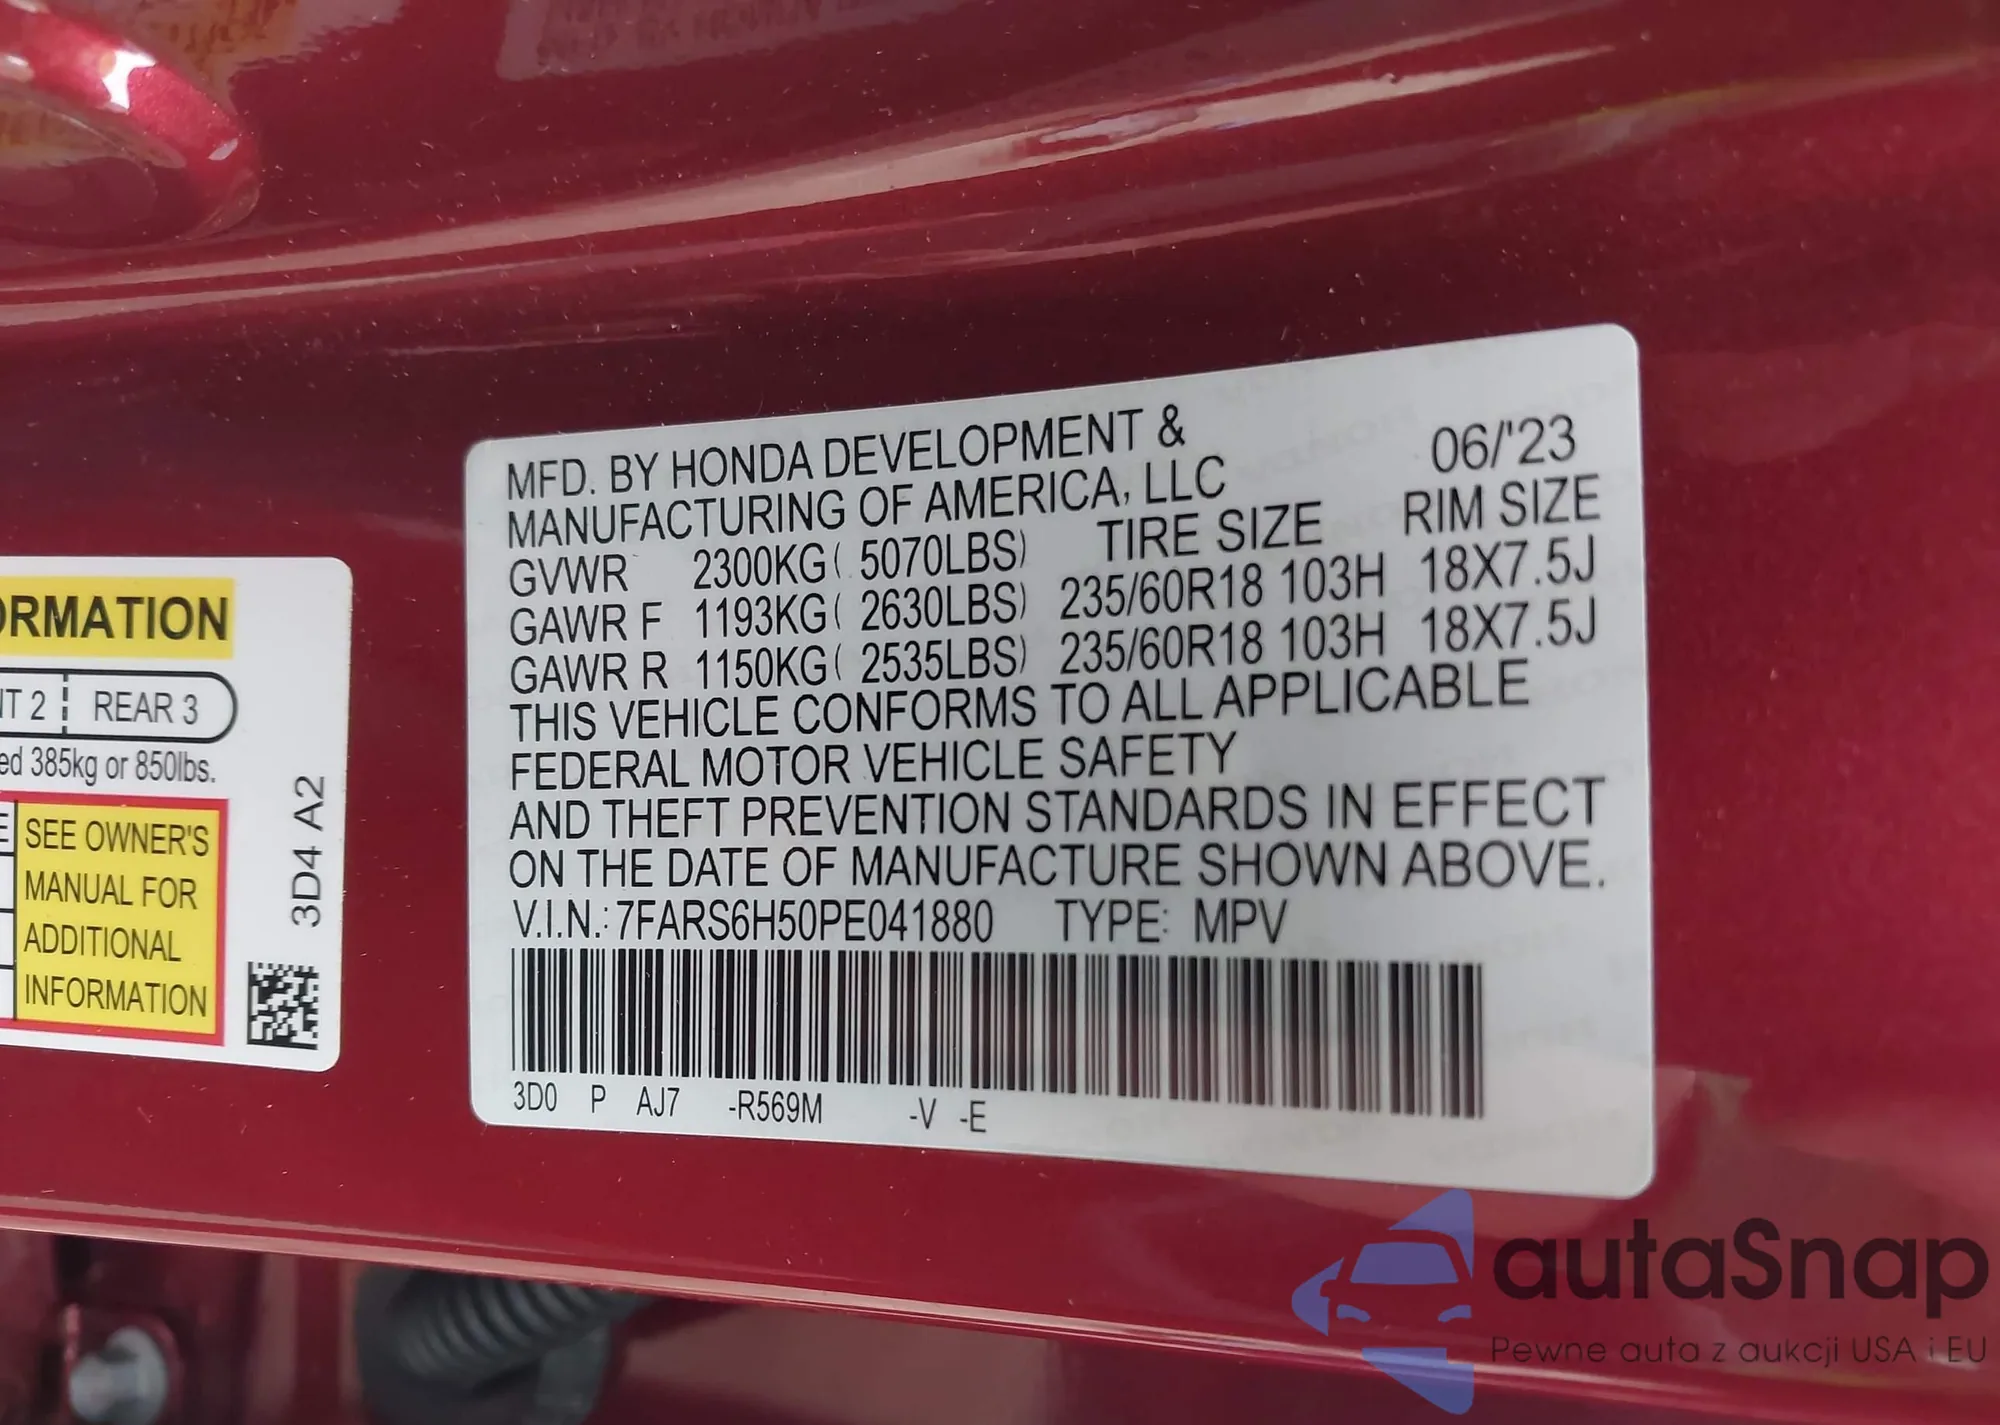 ORMATION
NT 2 REAR 3
ed 385kg or 850lbs.
E
SEE OWNER'S
MANUAL FOR
ADDITIONAL
INFORMATION
3D4 A2
MFD. BY HONDA DEVELOPMENT & 06/'23
MANUFACTURING OF AMERICA, LLC
GVWR 2300KG( 5070LBS) TIRE SIZE RIM SIZE
GAWR F 1193KG( 2630LBS) 235/60R18 103H 18X7.5J
GAWR R 1150KG( 2535LBS) 235/60R18 103H 18X7.5J
THIS VEHICLE CONFORMS TO ALL APPLICABLE
FEDERAL MOTOR VEHICLE SAFETY
AND THEFT PREVENTION STANDARDS IN EFFECT
ON THE DATE OF MANUFACTURE SHOWN ABOVE.
V.I.N.: 7FARS6H50PE041880 TYPE: MPV
3D0 P AJ7 -R569M -V -E
autaSnap
Pewne auta z aukcji USA i EU